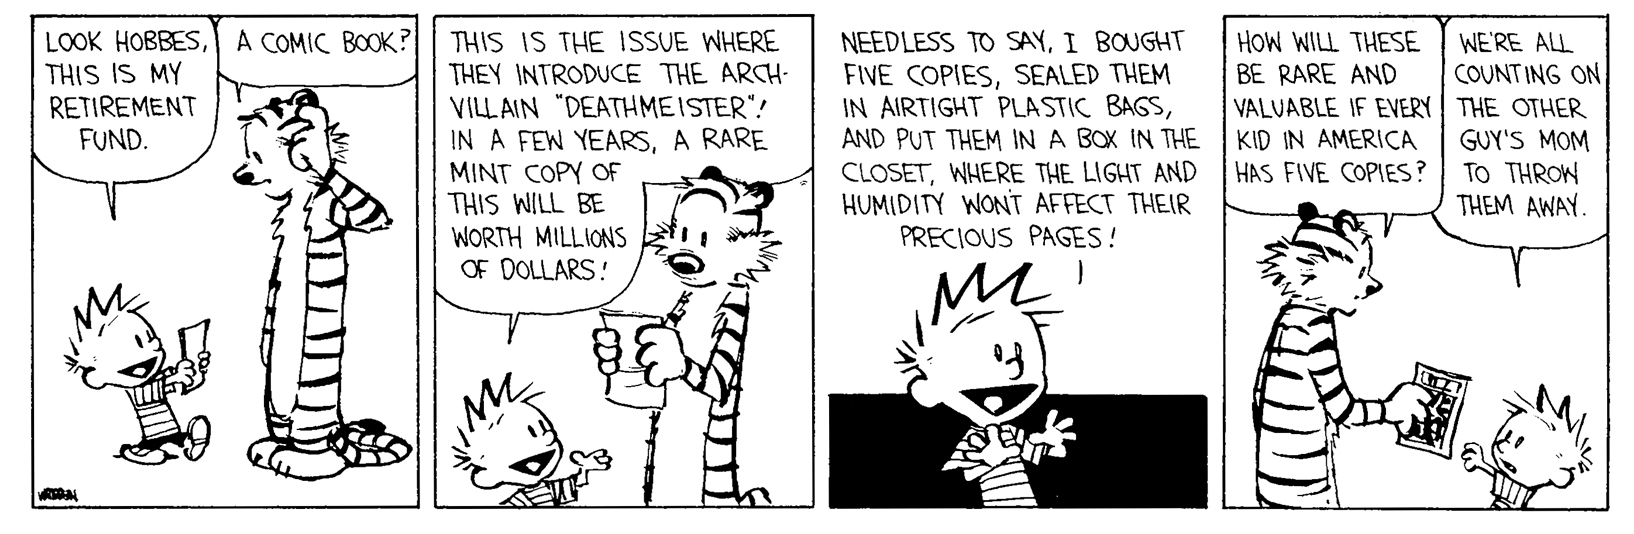 LOOK HOBBES,
THIS IS MY
RETIREMENT
FUND.
A COMIC BOOK?
THIS IS THE ISSUE WHERE
THEY INTRODUCE THE ARCH-
VILLAIN "DEATHMEISTER"!
IN A FEW YEARS, A RARE
MINT COPY OF
THIS WILL BE
WORTH MILLIONS
OF DOLLARS!
NEEDLESS TO SAY, I BOUGHT
FIVE COPIES, SEALED THEM
IN AIRTIGHT PLASTIC BAGS,
AND PUT THEM IN A BOX IN THE
CLOSET, WHERE THE LIGHT AND
HUMIDITY WON'T AFFECT THEIR
PRECIOUS PAGES!
HOW WILL THESE
BE RARE AND
VALUABLE IF EVERY
KID IN AMERICA
HAS FIVE COPIES?
WE'RE ALL
COUNTING ON
THE OTHER
GUY'S MOM
TO THROW
THEM AWAY.